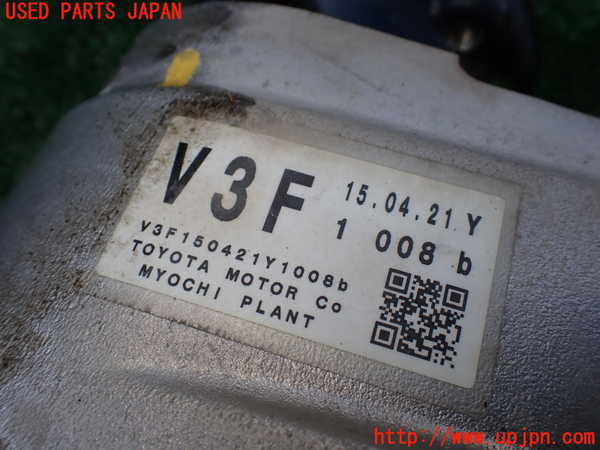 USED PARTS JAPAN
V3F 15.04.21 Y
1 008 b
V3F150421Y1008b
TOYOTA MOTOR Co
MYOCHI PLANT
http://www.upjpn.com